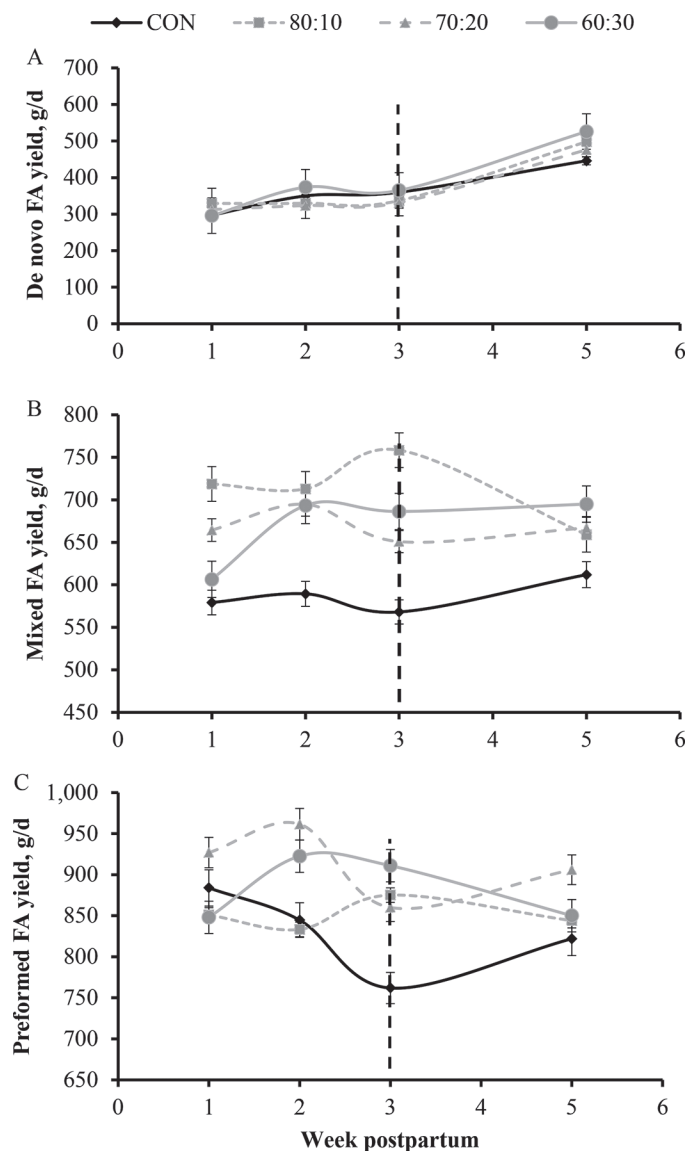 CON 80:10 70:20 60:30
A
De novo FA yield, g/d
700
600
500
400
300
200
100
0
0 1 2 3 4 5 6
B
Mixed FA yield, g/d
800
750
700
650
600
550
500
450
0 1 2 3 4 5 6
C
Preformed FA yield, g/d
1,000
950
900
850
800
750
700
650
0 1 2 3 4 5 6
Week postpartum